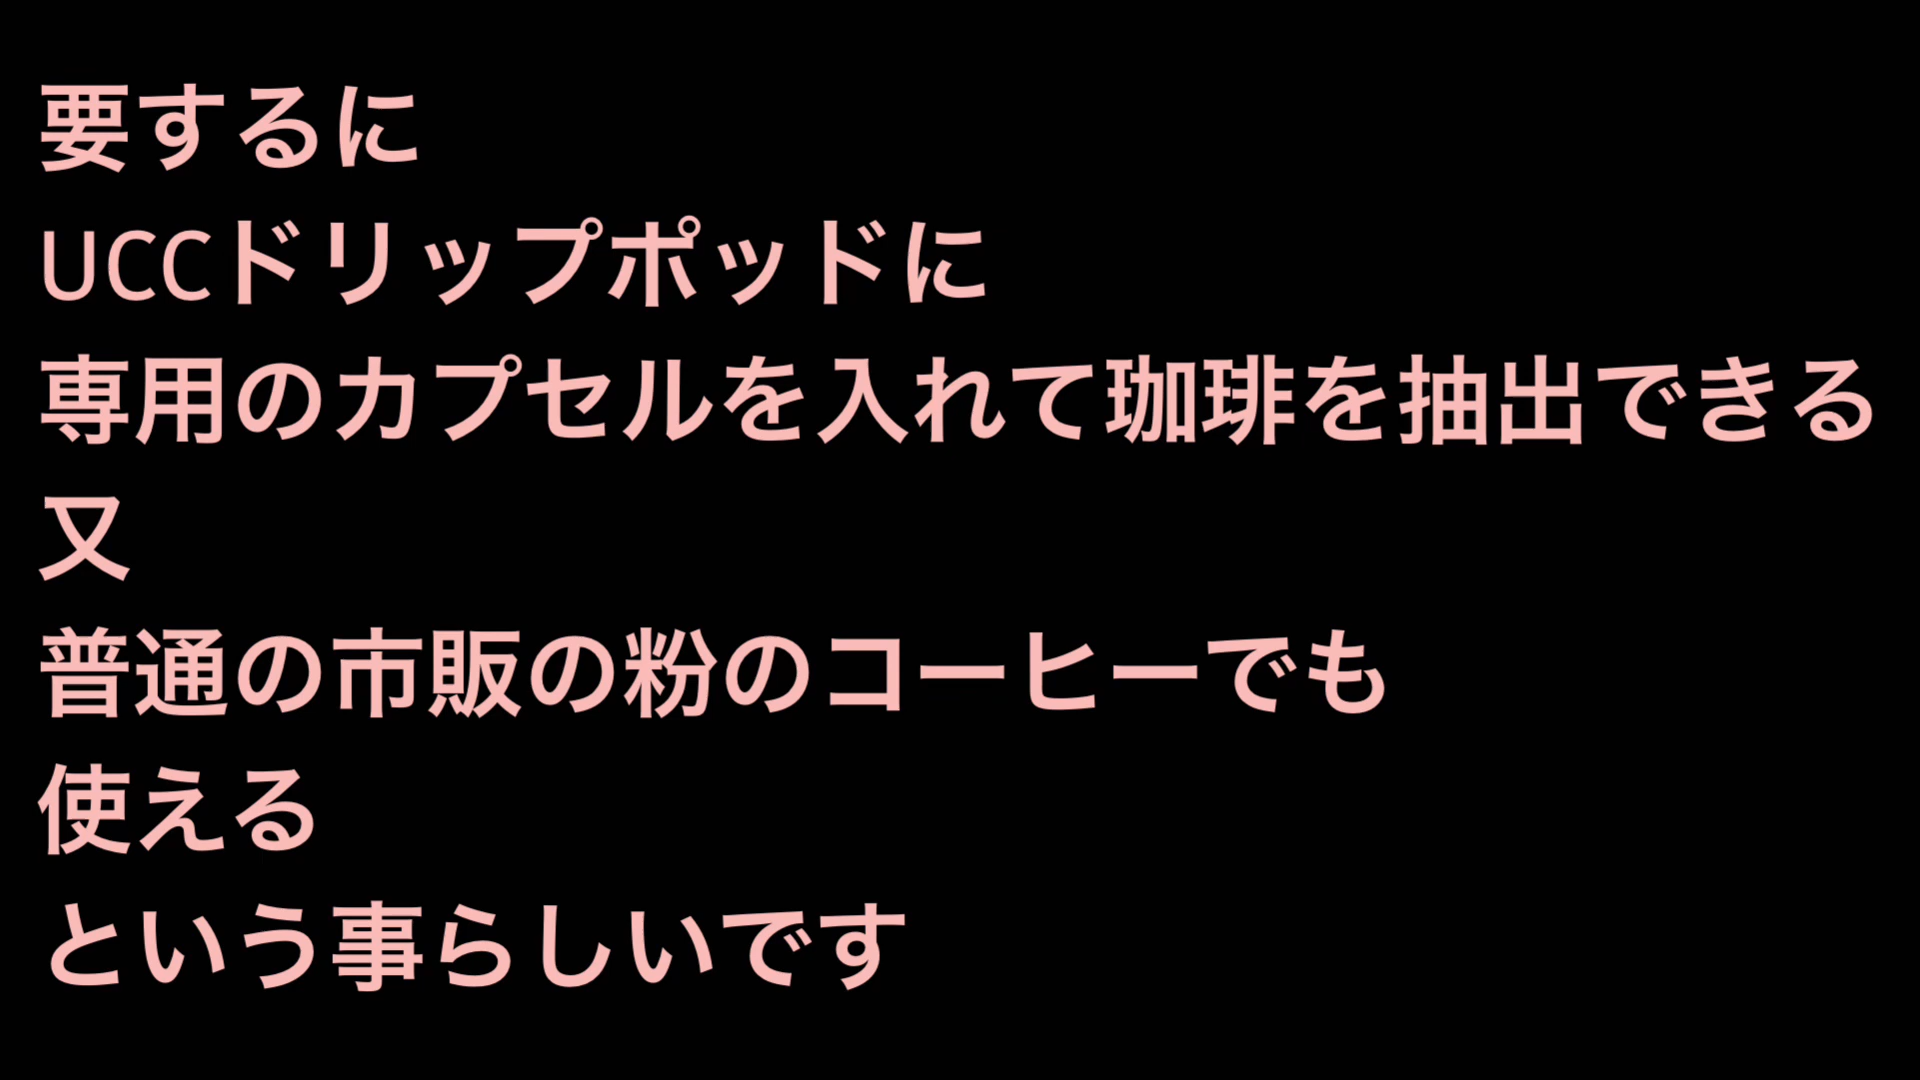 要するに
UCCドリップポッドに
専用のカプセルを入れて珈琲を抽出できる
又
普通の市販の粉のコーヒーでも
使える
という事らしいです